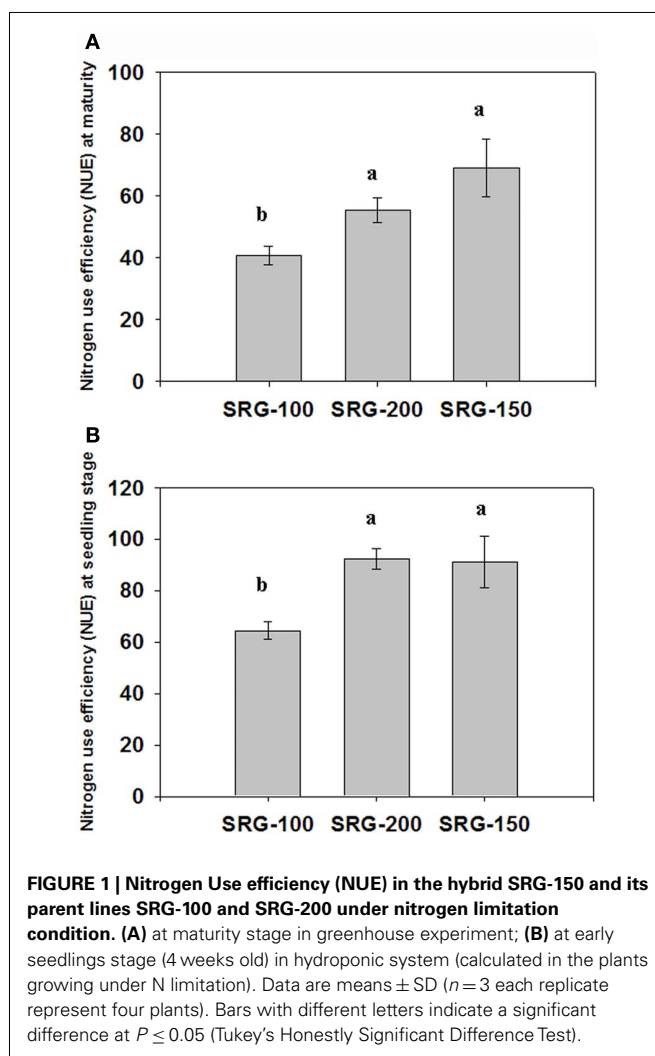 A
Nitrogen use efficiency (NUE) at maturity
100
80
60
40
20
0
b
a
a
SRG-100 SRG-200 SRG-150
B
Nitrogen use efficiency (NUE) at seedling stage
120
100
80
60
40
20
0
b
a
a
SRG-100 SRG-200 SRG-150
FIGURE 1 | Nitrogen Use efficiency (NUE) in the hybrid SRG-150 and its
parent lines SRG-100 and SRG-200 under nitrogen limitation
condition. (A) at maturity stage in greenhouse experiment; (B) at early
seedlings stage (4 weeks old) in hydroponic system (calculated in the plants
growing under N limitation). Data are means ± SD (n = 3 each replicate
represent four plants). Bars with different letters indicate a significant
difference at P ≤ 0.05 (Tukey's Honestly Significant Difference Test).